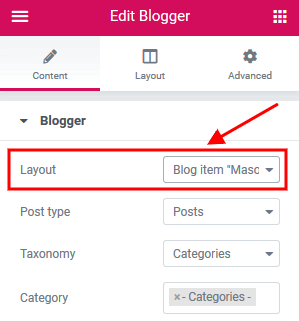 Edit Blogger
Content Layout Advanced
Blogger
Layout Blog item "Masc
Post type Posts
Taxonomy Categories
Category ×- Categories -